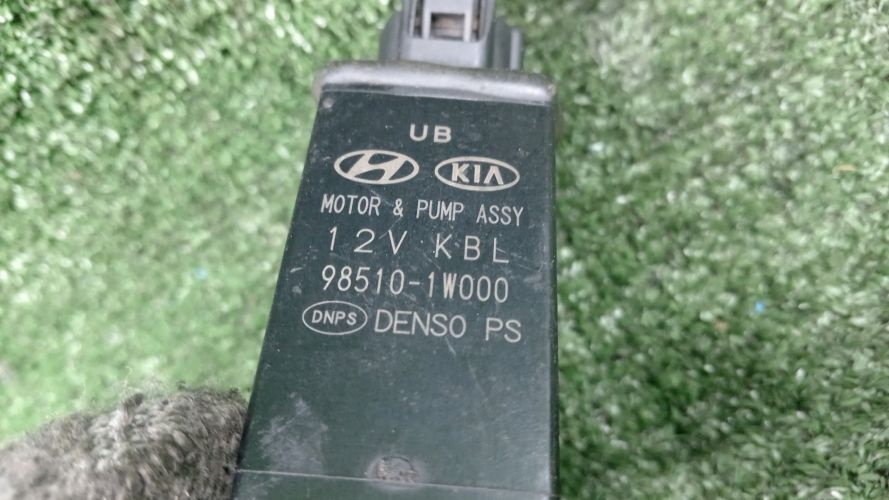 UB
KIA
MOTOR & PUMP ASSY
12V KBL
98510-1W000
DNPS DENSO PS